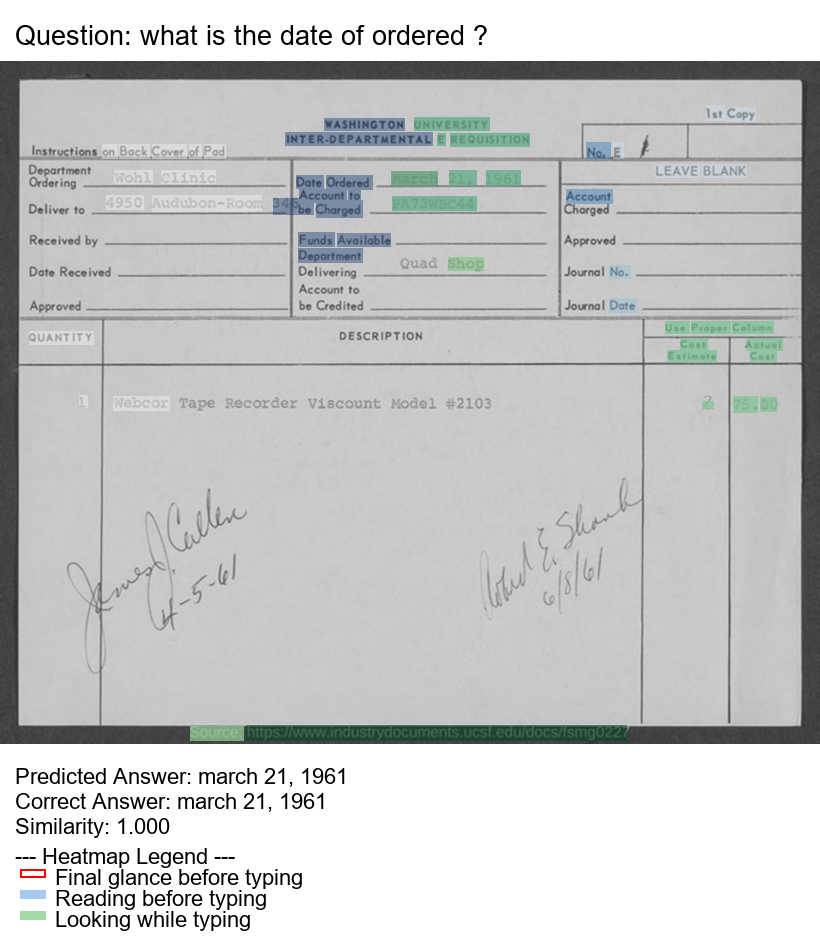 Question: what is the date of ordered ?
1st Copy
WASHINGTON UNIVERSITY
INTER-DEPARTMENTAL E REQUISITION
No. E
Instructions on Back Cover of Pad
Department Ordering Wohl Clinic
Deliver to 4950 Audubon-Room 346
Received by
Date Received
Approved
Date Ordered March 21, 1961
Account to be Charged PA73WBC44
Funds Available
Department Delivering Quad Shop
Account to be Credited
LEAVE BLANK
Account Charged
Approved
Journal No.
Journal Date
QUANTITY
DESCRIPTION
Use Proper Column
Cost Estimate
Actual Cost
1 Webcor Tape Recorder Viscount Model #2103 75.00
James J. Cullen
4-5-61
6/8/61
Source: https://www.industrydocuments.ucsf.edu/docs/fsmg0227
Predicted Answer: march 21, 1961
Correct Answer: march 21, 1961
Similarity: 1.000
--- Heatmap Legend ---
Final glance before typing
Reading before typing
Looking while typing